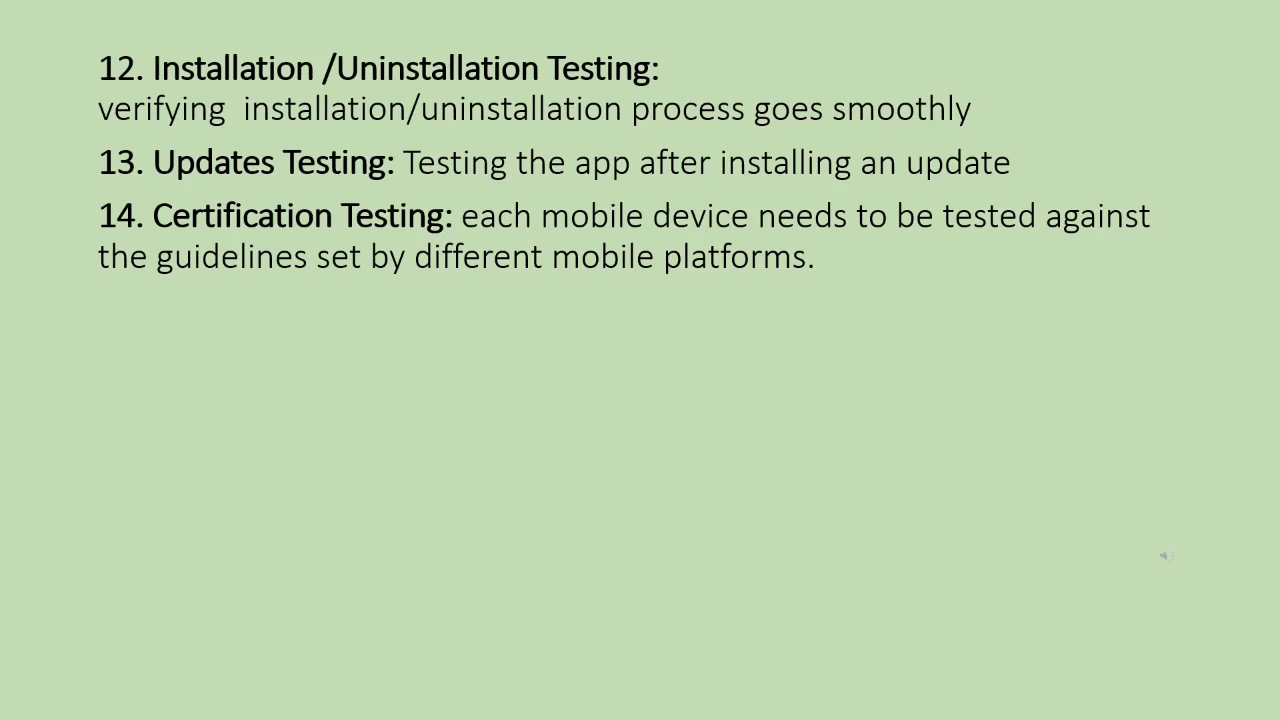 12. Installation /Uninstallation Testing:
verifying  installation/uninstallation process goes smoothly
13. Updates Testing: Testing the app after installing an update
14. Certification Testing: each mobile device needs to be tested against
the guidelines set by different mobile platforms.